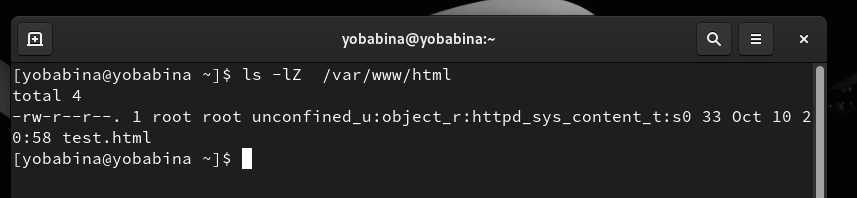 yobabina@yobabina:~
[yobabina@yobabina ~]$ ls -lZ  /var/www/html
total 4
-rw-r--r--. 1 root root unconfined_u:object_r:httpd_sys_content_t:s0 33 Oct 10 2
0:58 test.html
[yobabina@yobabina ~]$